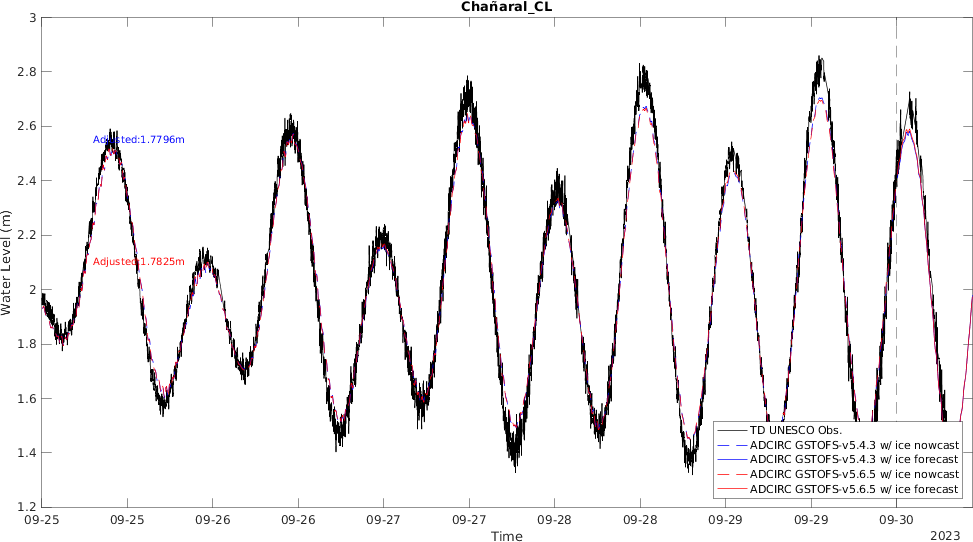 Chañaral_CL
Water Level (m)
3
2.8
2.6
2.4
2.2
2
1.8
1.6
1.4
1.2
Adjusted:1.7796m
Adjusted:1.7825m
TD UNESCO Obs.
ADCIRC GSTOFS-v5.4.3 w/ ice nowcast
ADCIRC GSTOFS-v5.4.3 w/ ice forecast
ADCIRC GSTOFS-v5.6.5 w/ ice nowcast
ADCIRC GSTOFS-v5.6.5 w/ ice forecast
09-25 09-25 09-26 09-26 09-27 09-27 09-28 09-28 09-29 09-29 09-30
Time
2023